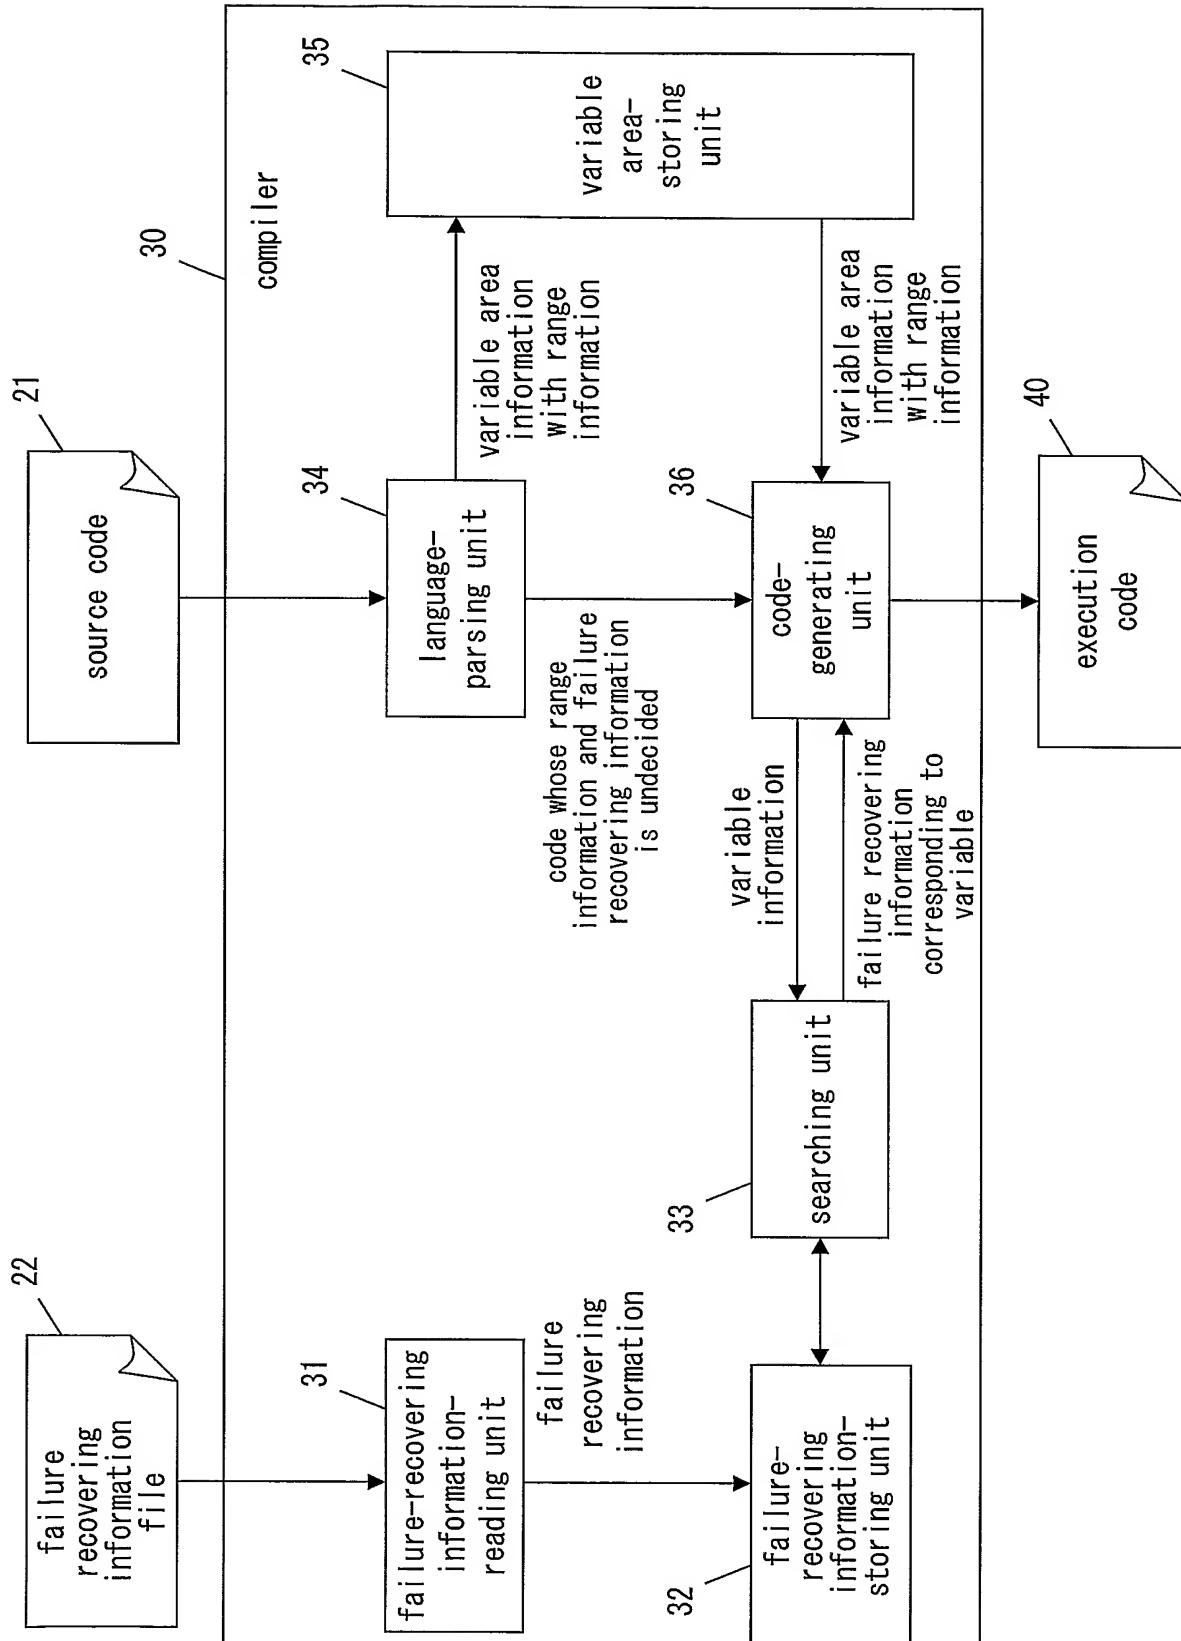 22
failure
recovering
information
file
21
source code
30
compiler
31
failure-recovering
information-
reading unit
34
language-
parsing unit
35
variable
area-
storing
unit
variable area
information
with range
information
failure
recovering
information
code whose range
information and failure
recovering information
is undecided
32
failure-
recovering
information-
storing unit
33
searching unit
variable
information
failure recovering
information
corresponding to
variable
36
code-
generating
unit
variable area
information
with range
information
40
execution
code